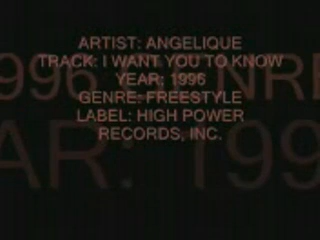 ARTIST: ANGELIQUE
TRACK: I WANT YOU TO KNOW
YEAR: 1996
GENRE: FREESTYLE
LABEL: HIGH POWER
RECORDS, INC.